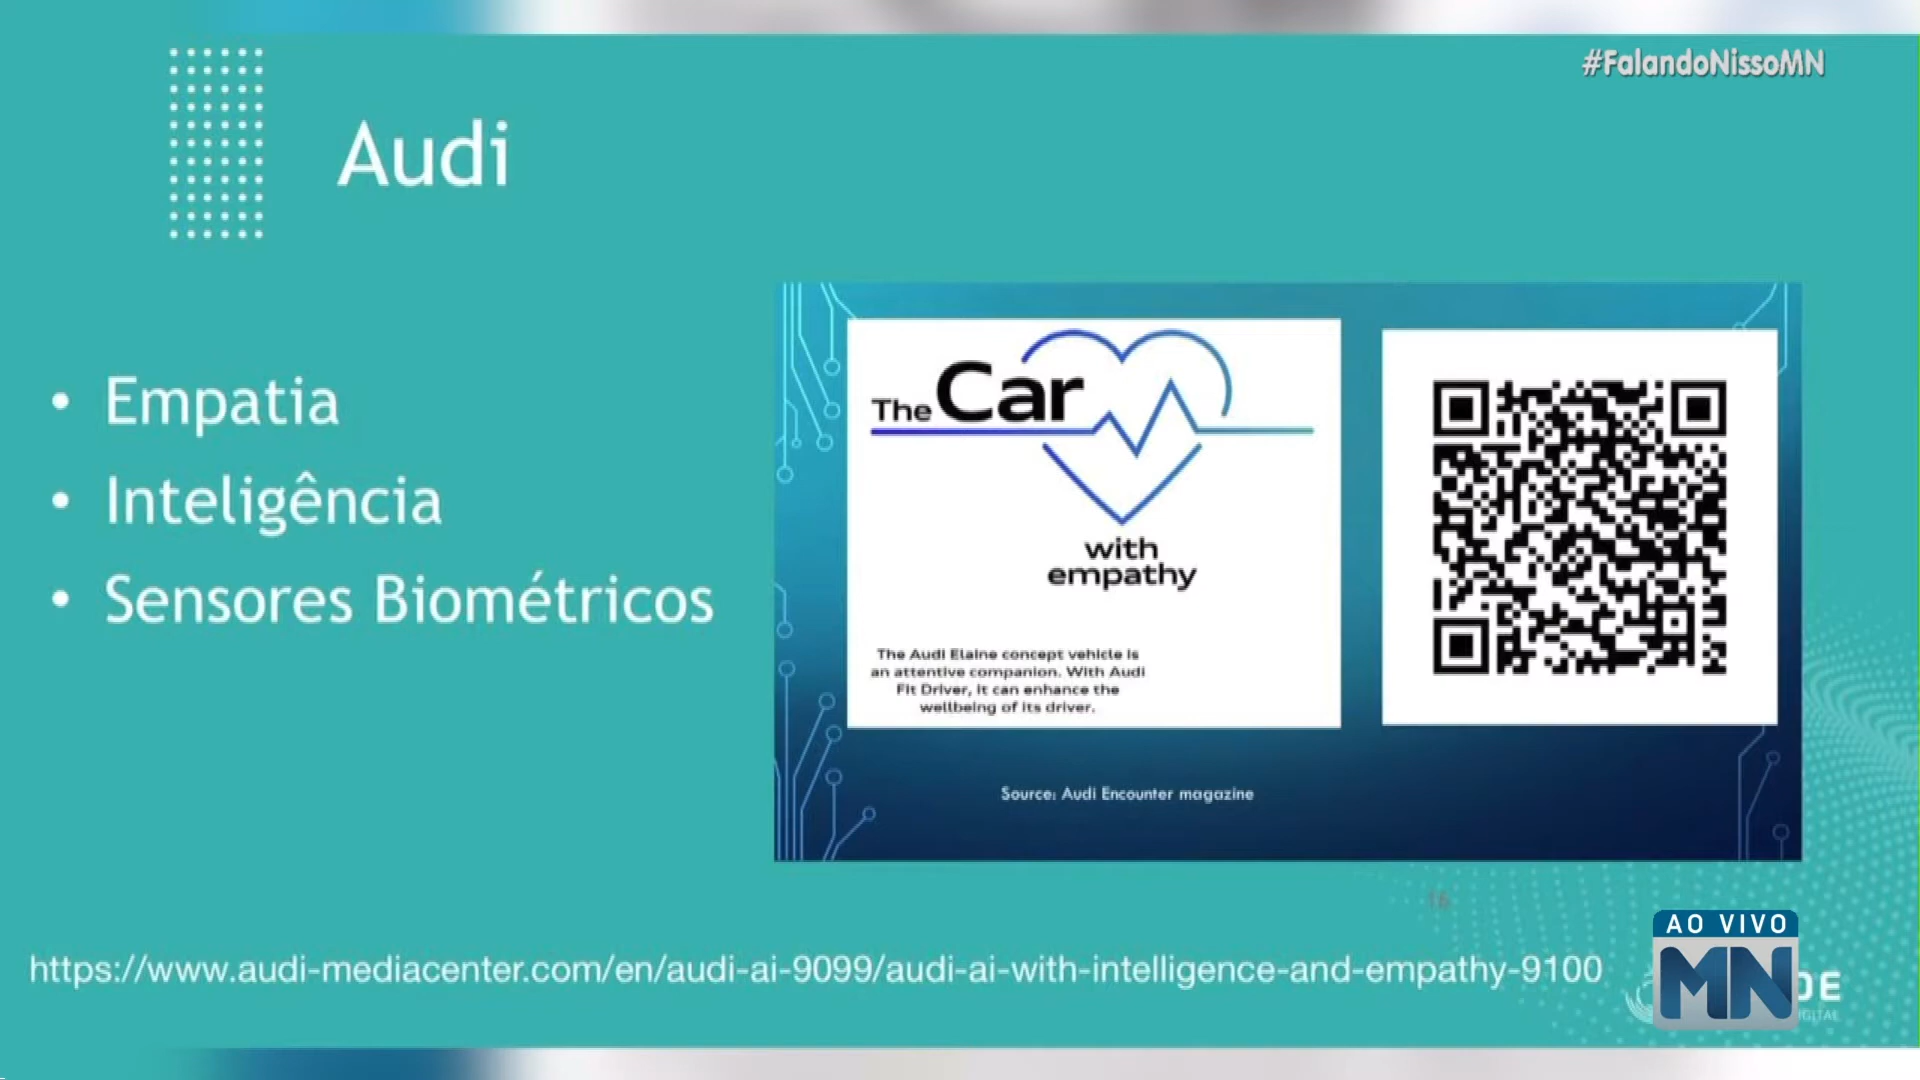 #FalandoNissoMN
Audi
• Empatia
• Inteligência
• Sensores Biométricos
The Car
with
empathy
The Audi Elaine concept vehicle is
an attentive companion. With Audi
Fit Driver, it can enhance the
wellbeing of its driver.
Source: Audi Encounter magazine
16
https://www.audi-mediacenter.com/en/audi-ai-9099/audi-ai-with-intelligence-and-empathy-9100
AO VIVO
MN